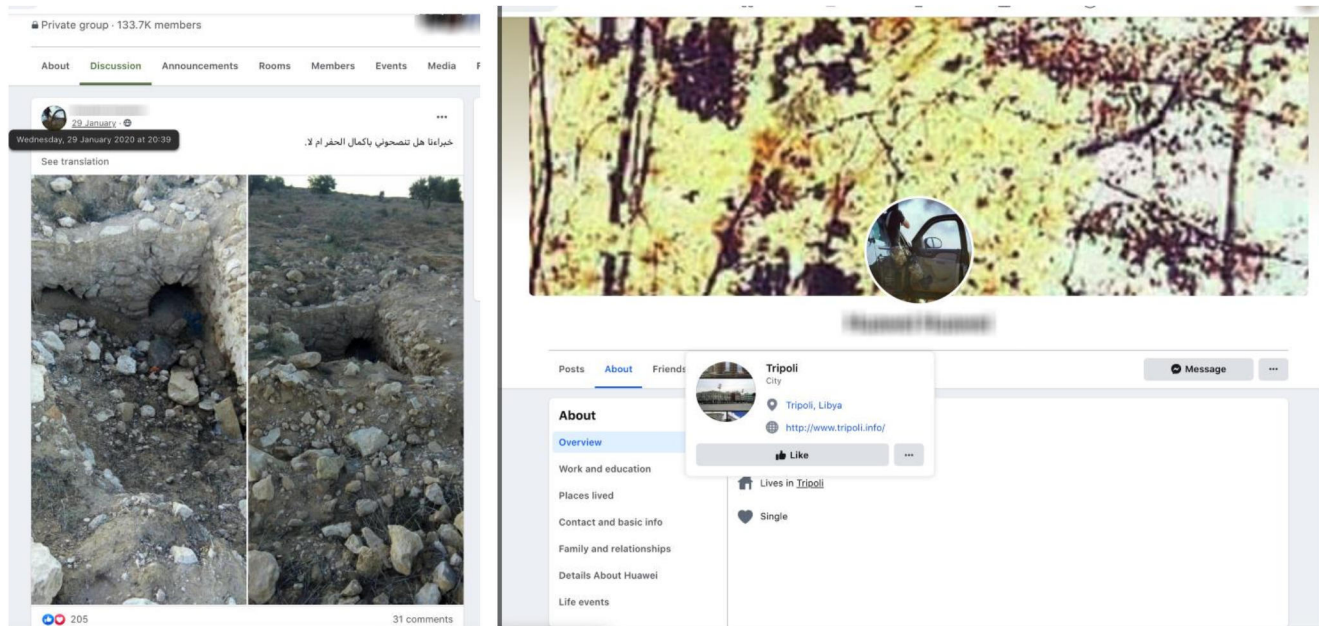 Private group · 133.7K members
About Discussion Announcements Rooms Members Events Media
29 January ·
Wednesday, 29 January 2020 at 20:39
خبراءنا هل تنصحوني باكمال الحفر ام لا.
See translation
205
31 comments
Posts About Friends
Message
Tripoli
City
Tripoli, Libya
http://www.tripoli.info/
Like
About
Overview
Work and education
Places lived
Contact and basic info
Family and relationships
Details About Huawei
Life events
Lives in Tripoli
Single